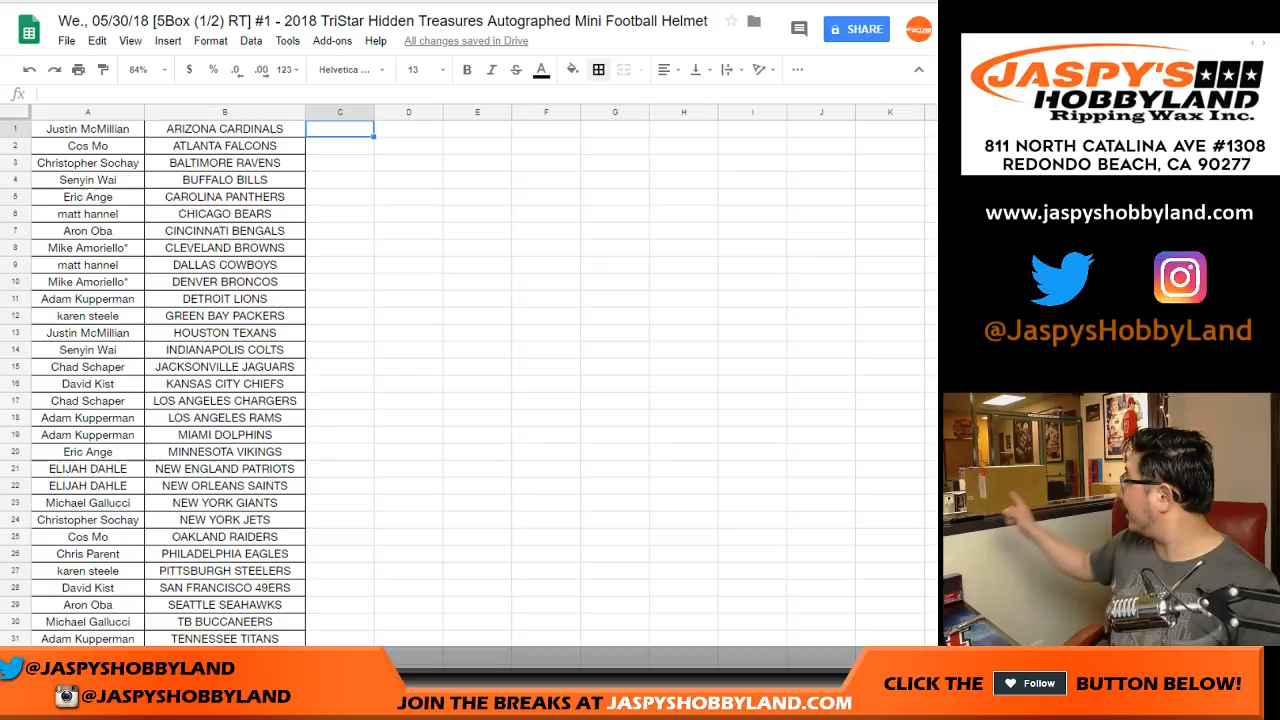 We., 05/30/18 [5Box (1/2) RT] #1 - 2018 TriStar Hidden Treasures Autographed Mini Football Helmet
File Edit View Insert Format Data Tools Add-ons Help All changes saved in Drive
SHARE
84% $ % .0 .00 123 Helvetica ... 13 B I S A
fx
A B C D E F G H I J K
1 Justin McMillian ARIZONA CARDINALS
2 Cos Mo ATLANTA FALCONS
3 Christopher Sochay BALTIMORE RAVENS
4 Senyin Wai BUFFALO BILLS
5 Eric Ange CAROLINA PANTHERS
6 matt hannel CHICAGO BEARS
7 Aron Oba CINCINNATI BENGALS
8 Mike Amoriello* CLEVELAND BROWNS
9 matt hannel DALLAS COWBOYS
10 Mike Amoriello* DENVER BRONCOS
11 Adam Kupperman DETROIT LIONS
12 karen steele GREEN BAY PACKERS
13 Justin McMillian HOUSTON TEXANS
14 Senyin Wai INDIANAPOLIS COLTS
15 Chad Schaper JACKSONVILLE JAGUARS
16 David Kist KANSAS CITY CHIEFS
17 Chad Schaper LOS ANGELES CHARGERS
18 Adam Kupperman LOS ANGELES RAMS
19 Adam Kupperman MIAMI DOLPHINS
20 Eric Ange MINNESOTA VIKINGS
21 ELIJAH DAHLE NEW ENGLAND PATRIOTS
22 ELIJAH DAHLE NEW ORLEANS SAINTS
23 Michael Gallucci NEW YORK GIANTS
24 Christopher Sochay NEW YORK JETS
25 Cos Mo OAKLAND RAIDERS
26 Chris Parent PHILADELPHIA EAGLES
27 karen steele PITTSBURGH STEELERS
28 David Kist SAN FRANCISCO 49ERS
29 Aron Oba SEATTLE SEAHAWKS
30 Michael Gallucci TB BUCCANEERS
31 Adam Kupperman TENNESSEE TITANS
JASPY'S
HOBBYLAND
Ripping Wax Inc.
811 NORTH CATALINA AVE #1308
REDONDO BEACH, CA 90277
www.jaspyshobbyland.com
@JaspysHobbyLand
@JASPYSHOBBYLAND
@JASPYSHOBBYLAND
JOIN THE BREAKS AT JASPYSHOBBYLAND.COM
CLICK THE Follow BUTTON BELOW!